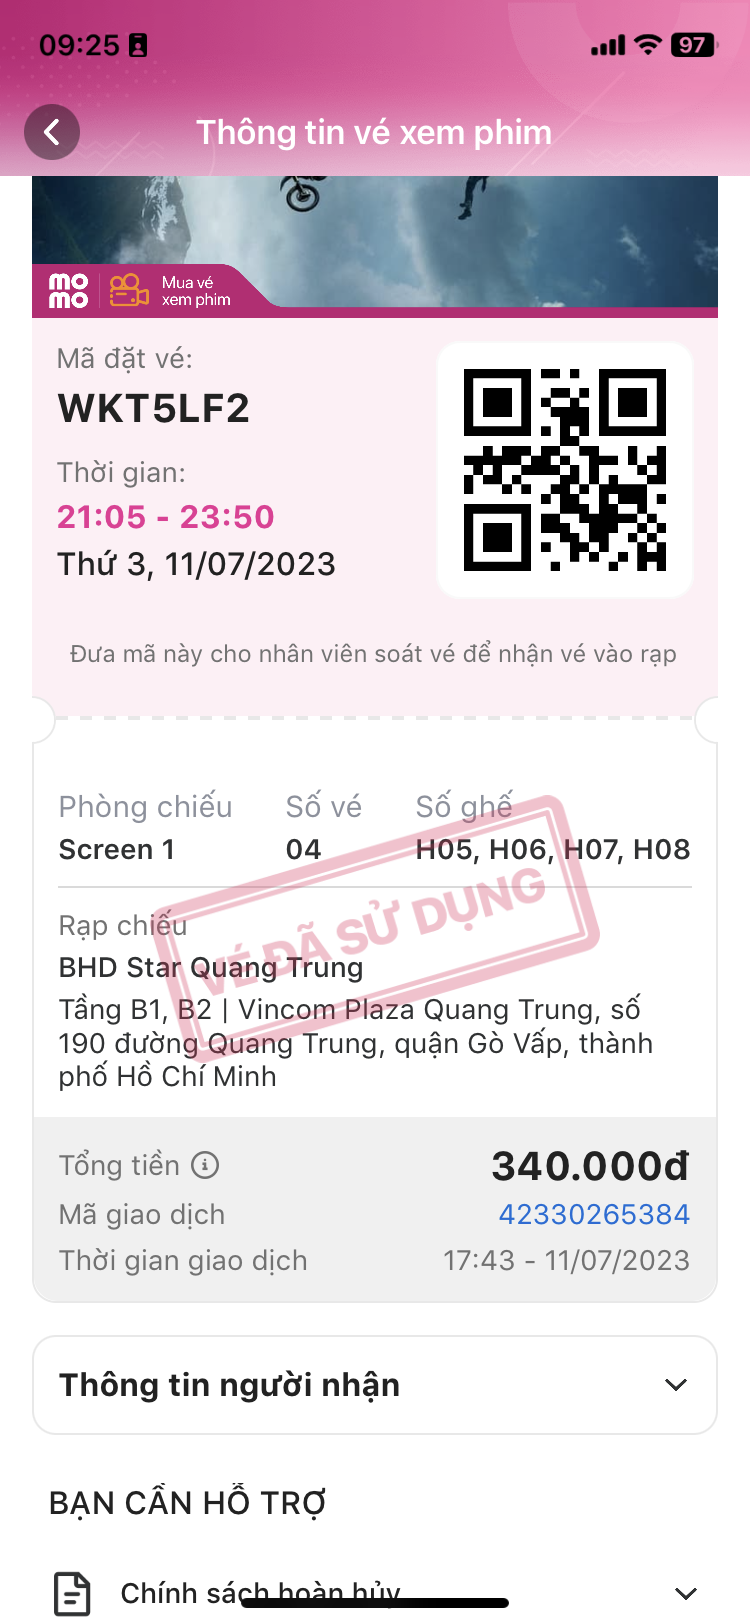 09:25
97
Thông tin vé xem phim
mo
mo
Mua vé
xem phim
Mã đặt vé:
WKT5LF2
Thời gian:
21:05 - 23:50
Thứ 3, 11/07/2023
Đưa mã này cho nhân viên soát vé để nhận vé vào rạp
Phòng chiếu Số vé Số ghế
Screen 1 04 H05, H06, H07, H08
VÉ ĐÃ SỬ DỤNG
Rạp chiếu
BHD Star Quang Trung
Tầng B1, B2 | Vincom Plaza Quang Trung, số
190 đường Quang Trung, quận Gò Vấp, thành
phố Hồ Chí Minh
Tổng tiền 340.000đ
Mã giao dịch 42330265384
Thời gian giao dịch 17:43 - 11/07/2023
Thông tin người nhận
BẠN CẦN HỖ TRỢ
Chính sách hoàn hủy